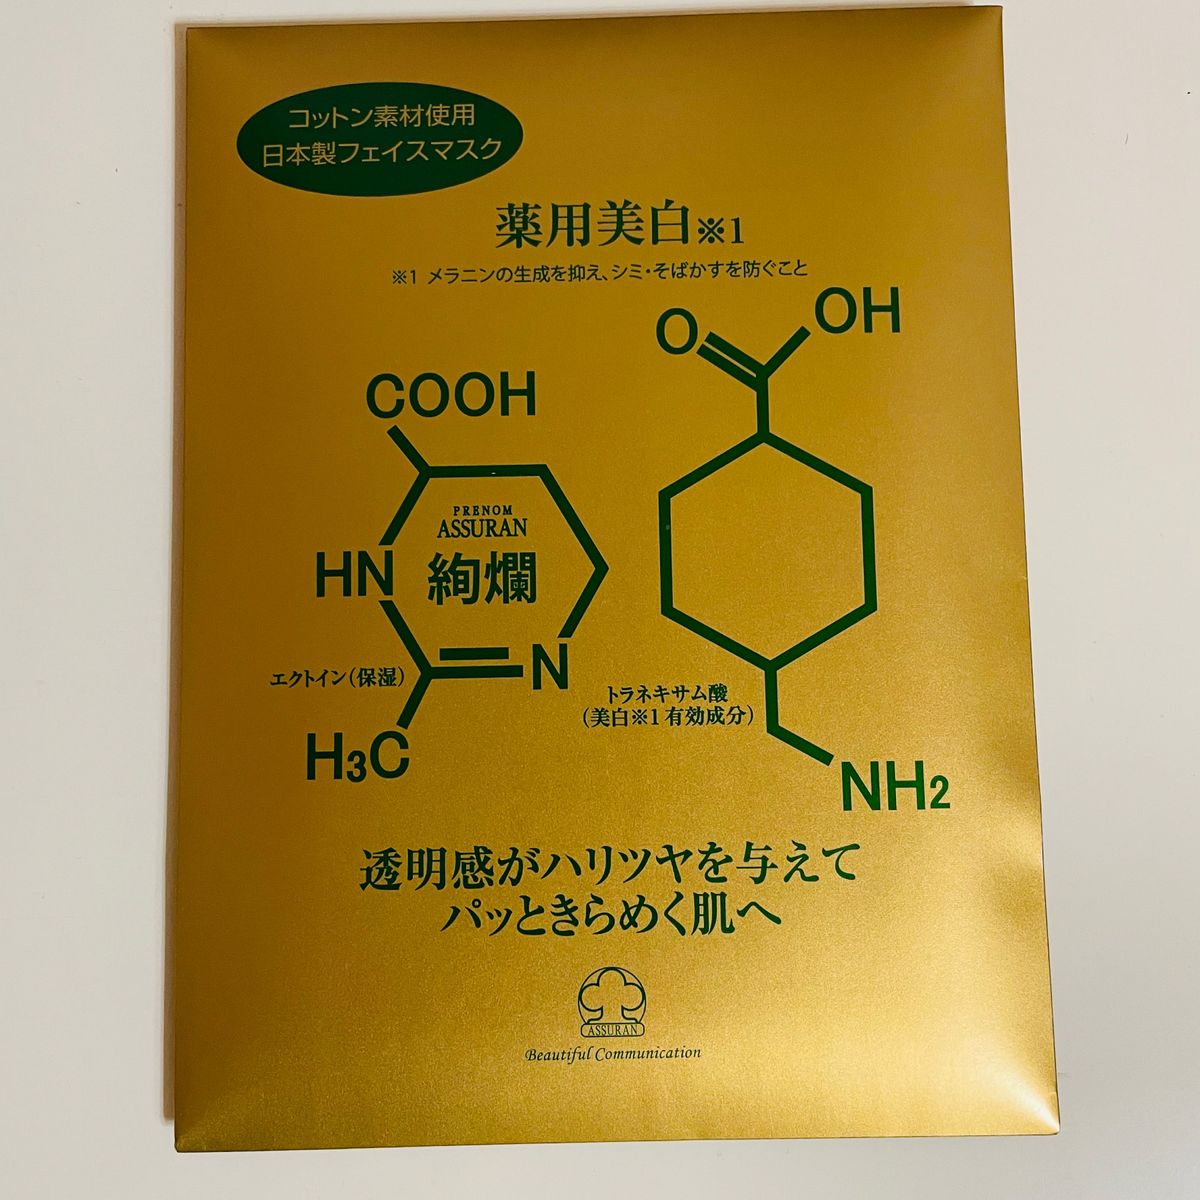 コットン素材使用
日本製フェイスマスク
薬用美白※1
※1 メラニンの生成を抑え、シミ・そばかすを防ぐこと
O
OH
COOH
PRENOM
ASSURAN
HN
絢爛
N
エクトイン(保湿)
トラネキサム酸
(美白※1有効成分)
H3C
NH2
透明感がハリツヤを与えて
パッときらめく肌へ
ASSURAN
Beautiful Communication